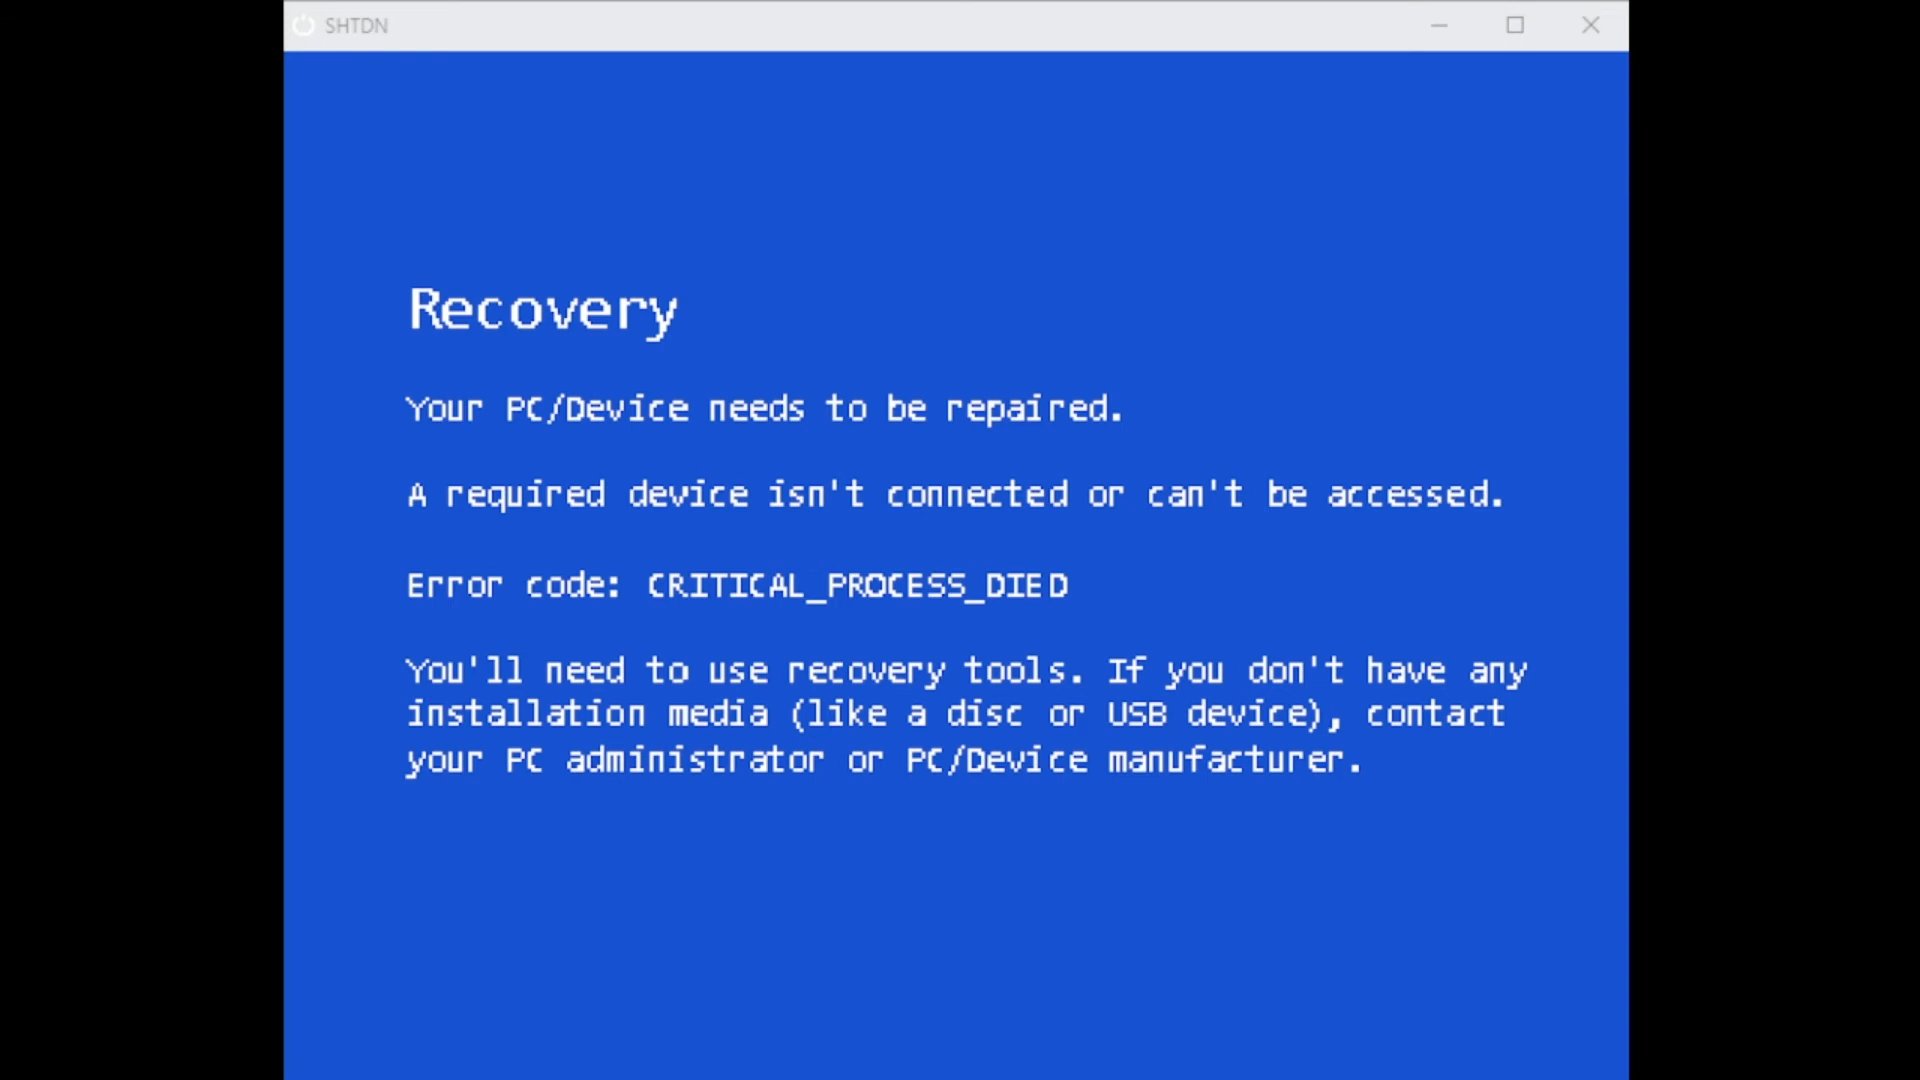 SHTDN
Recovery
Your PC/Device needs to be repaired.
A required device isn't connected or can't be accessed.
Error code: CRITICAL_PROCESS_DIED
You'll need to use recovery tools. If you don't have any
installation media (like a disc or USB device), contact
your PC administrator or PC/Device manufacturer.